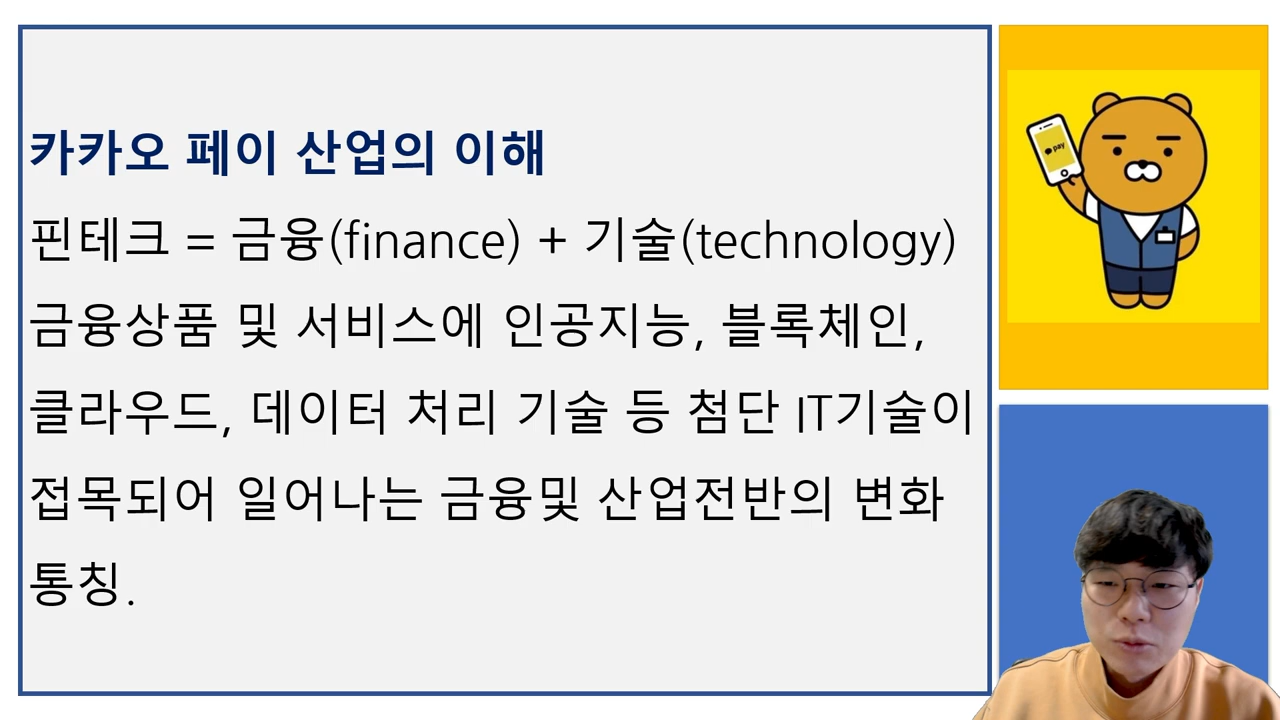 카카오 페이 산업의 이해
핀테크 = 금융(finance) + 기술(technology)
금융상품 및 서비스에 인공지능, 블록체인,
클라우드, 데이터 처리 기술 등 첨단 IT기술이
접목되어 일어나는 금융및 산업전반의 변화
통칭.
pay